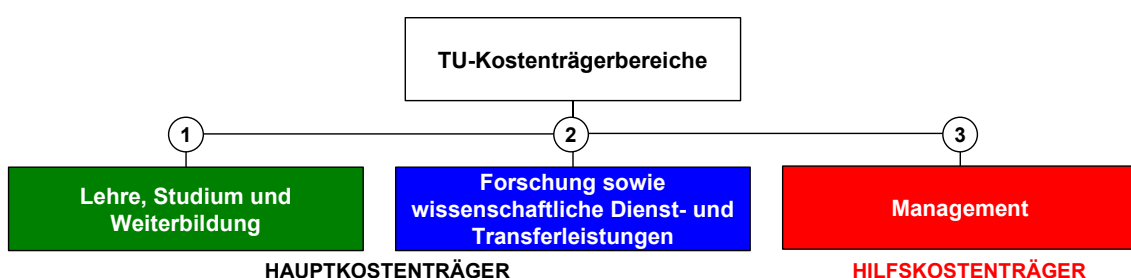 TU-Kostenträgerbereiche
1
2
3
Lehre, Studium und
Weiterbildung
Forschung sowie
wissenschaftliche Dienst- und
Transferleistungen
Management
HAUPTKOSTENTRÄGER
HILFSKOSTENTRÄGER